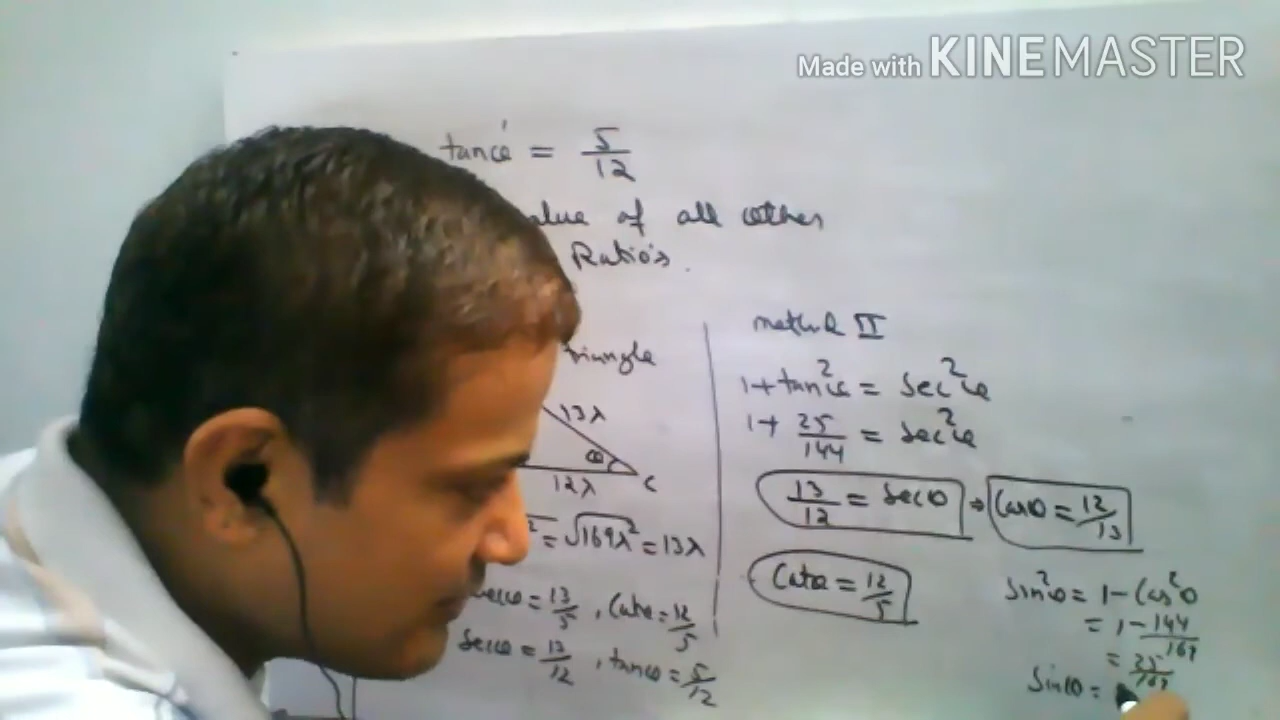 Made with KINEMASTER
tanθ = 5/12
of all other
Ratio's.
triangle
13λ
θ
12λ C
= √169λ² = 13λ
= 13/5, Cotθ = 12/5
Secθ = 13/12, tanθ = 5/12
method II
1 + tan²θ = Sec²θ
1 + 25/144 = Sec²θ
13/12 = Secθ → Cosθ = 12/13
Cotθ = 12/5
Sin²θ = 1 - Cos²θ
= 1 - 144/169
= 25/169
Sinθ =